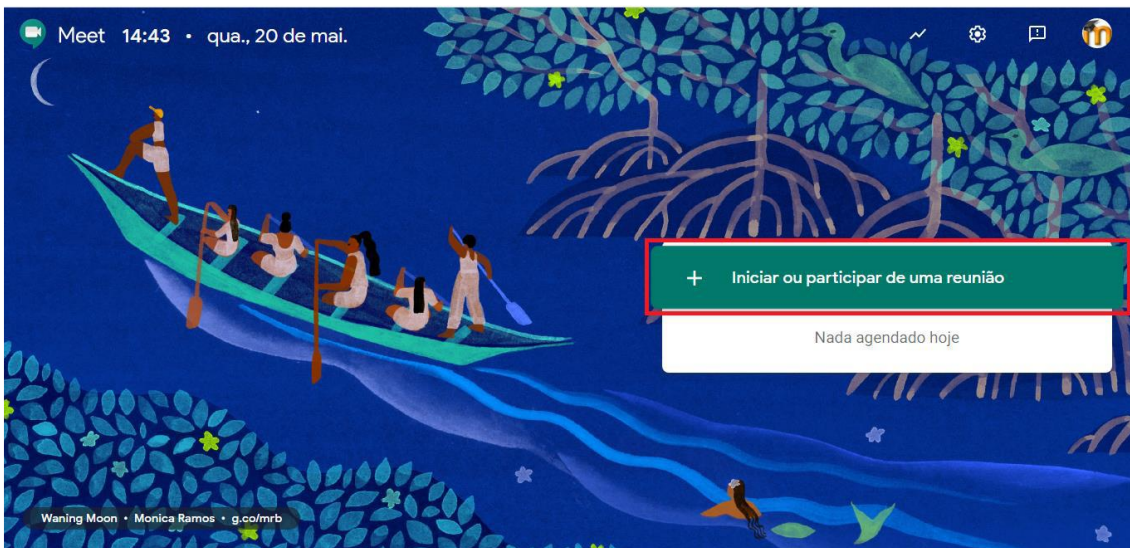 Meet 14:43 • qua., 20 de mai.
+ Iniciar ou participar de uma reunião
Nada agendado hoje
Waning Moon • Monica Ramos • g.co/mrb